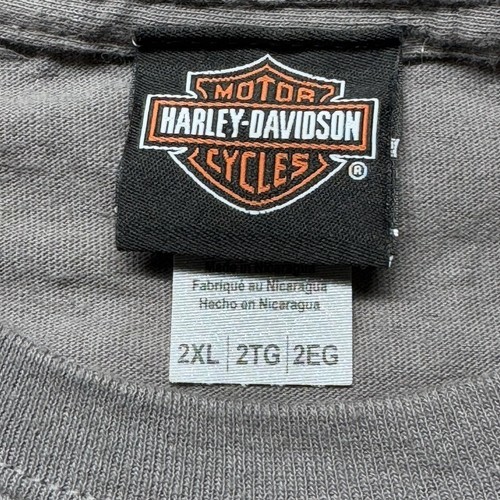 MOTOR
HARLEY-DAVIDSON
CYCLES
®
Fabriqué au Nicaragua
Hecho en Nicaragua
2XL | 2TG | 2EG